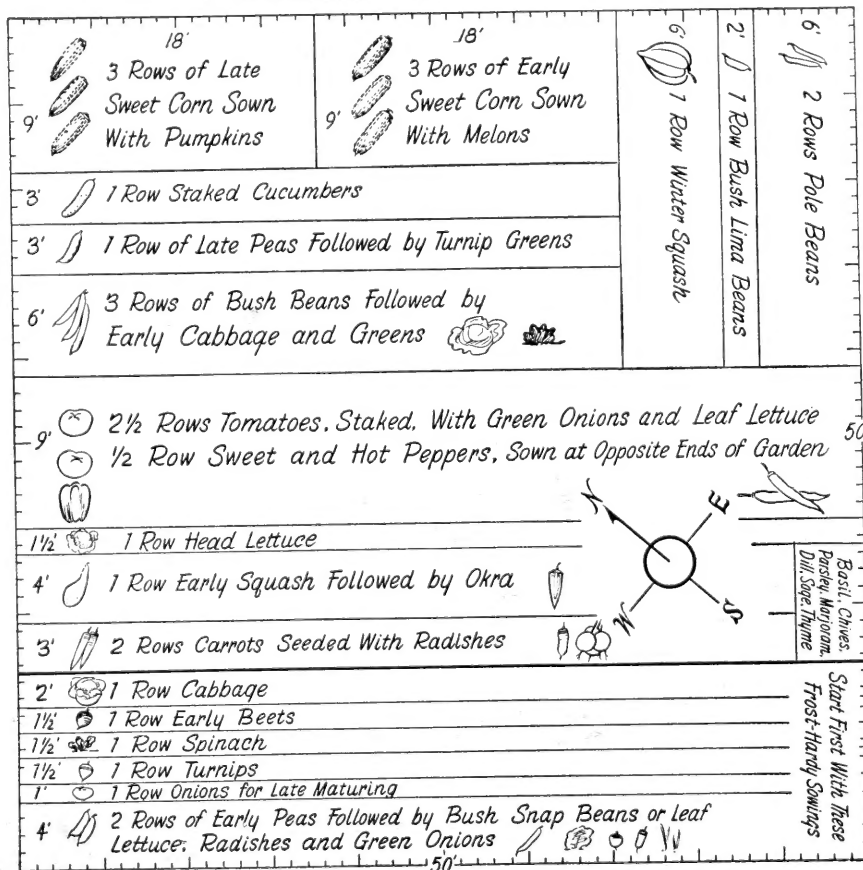 18'
3 Rows of Late
Sweet Corn Sown
With Pumpkins
9'
18'
3 Rows of Early
Sweet Corn Sown
With Melons
9'
6' 1 Row Winter Squash
2' 1 Row Bush Lima Beans
6' 2 Rows Pole Beans
3' 1 Row Staked Cucumbers
3' 1 Row of Late Peas Followed by Turnip Greens
6' 3 Rows of Bush Beans Followed by
Early Cabbage and Greens
9' 2½ Rows Tomatoes, Staked, With Green Onions and Leaf Lettuce
½ Row Sweet and Hot Peppers, Sown at Opposite Ends of Garden
50'
1½' 1 Row Head Lettuce
4' 1 Row Early Squash Followed by Okra
3' 2 Rows Carrots Seeded With Radishes
N
E
W
S
Basil, Chives,
Parsley, Marjoram,
Dill, Sage, Thyme
2' 1 Row Cabbage
1½' 1 Row Early Beets
1½' 1 Row Spinach
1½' 1 Row Turnips
1' 1 Row Onions for Late Maturing
4' 2 Rows of Early Peas Followed by Bush Snap Beans or Leaf
Lettuce, Radishes and Green Onions
Start First With These
Frost-Hardy Sowings
50'